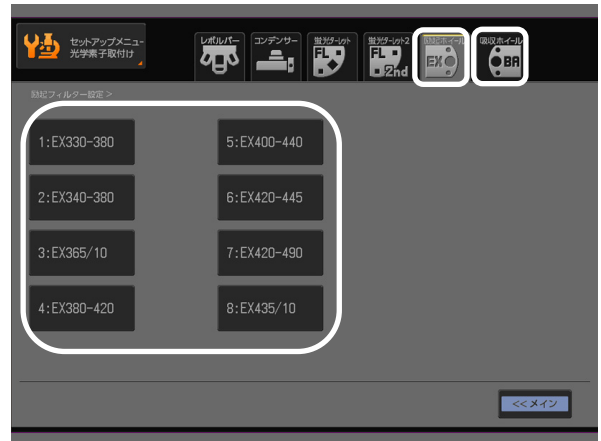 セットアップメニュー
光学素子取付け
レボルバー
コンデンサー
蛍光ターレット
FL
蛍光ターレット2
FL
2nd
励起ホイール
EX
吸収ホイール
BA
励起フィルター設定 >
1:EX330-380
5:EX400-440
2:EX340-380
6:EX420-445
3:EX365/10
7:EX420-490
4:EX380-420
8:EX435/10
<<メイン